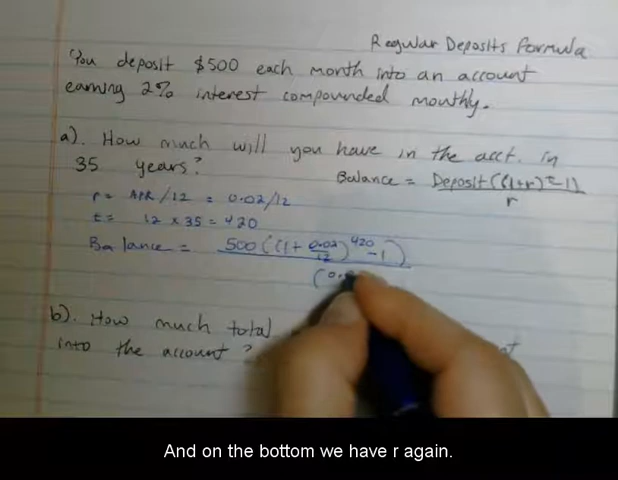 Regular Deposits Formula
You deposit $500 each month into an account
earning 2% interest compounded monthly.
a). How much will you have in the acct. in
35 years?
Balance = Deposit((1+r)ᵗ-1)
r
r = APR/12 = 0.02/12
t = 12 x 35 = 420
Balance = 500((1+ 0.02/12)⁴²⁰-1)
(0.
b). How much total
into the account?
And on the bottom we have r again.